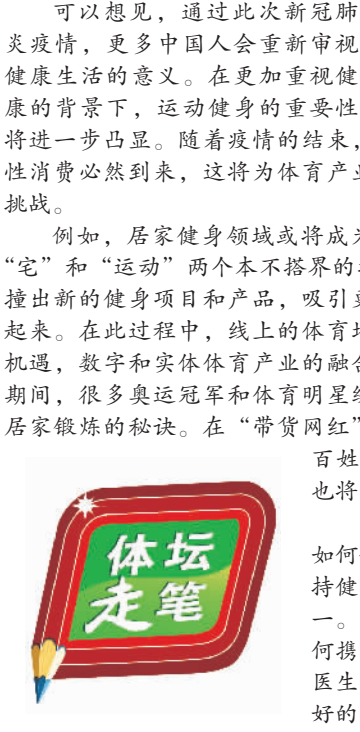 可以想见，通过此次新冠肺
炎疫情，更多中国人会重新审视
健康生活的意义。在更加重视健
康的背景下，运动健身的重要性
将进一步凸显。随着疫情的结束，
性消费必然到来，这将为体育产业
挑战。
例如，居家健身领域或将成为
“宅”和“运动”两个本不搭界的
撞出新的健身项目和产品，吸引
起来。在此过程中，线上的体育
机遇，数字和实体体育产业的融合
期间，很多奥运冠军和体育明星
居家锻炼的秘诀。在“带货网红”
百姓
也将
如何
持健
一。
何携
医生
好的
体坛
走笔